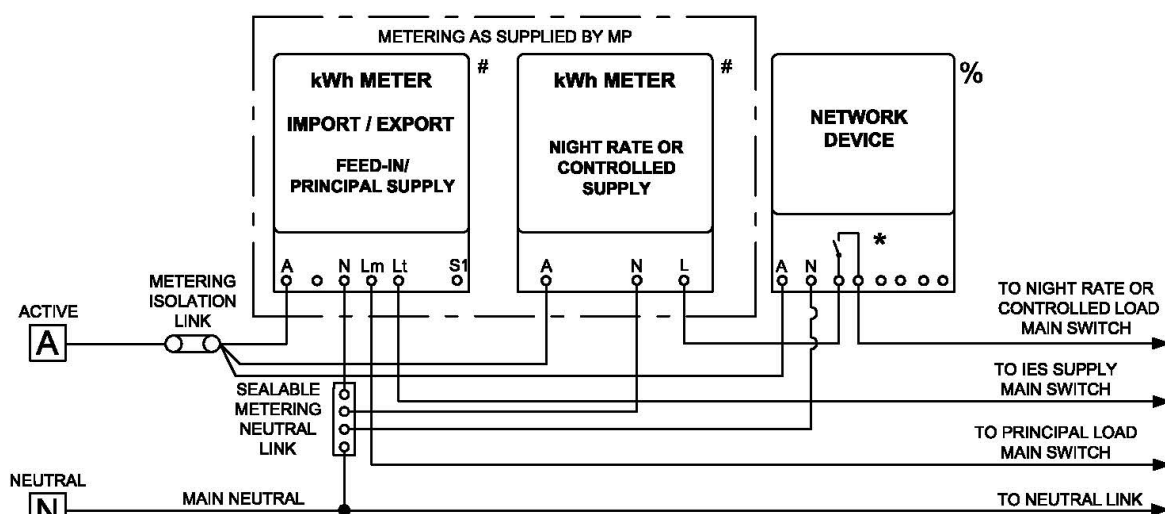 METERING AS SUPPLIED BY MP
kWh METER
#
IMPORT / EXPORT
FEED-IN/
PRINCIPAL SUPPLY
A
N
Lm
Lt
S1
kWh METER
#
NIGHT RATE OR
CONTROLLED
SUPPLY
A
N
L
%
NETWORK
DEVICE
*
A
N
METERING
ISOLATION
LINK
ACTIVE
A
SEALABLE
METERING
NEUTRAL
LINK
NEUTRAL
N
MAIN NEUTRAL
TO NIGHT RATE OR
CONTROLLED LOAD
MAIN SWITCH
TO IES SUPPLY
MAIN SWITCH
TO PRINCIPAL LOAD
MAIN SWITCH
TO NEUTRAL LINK